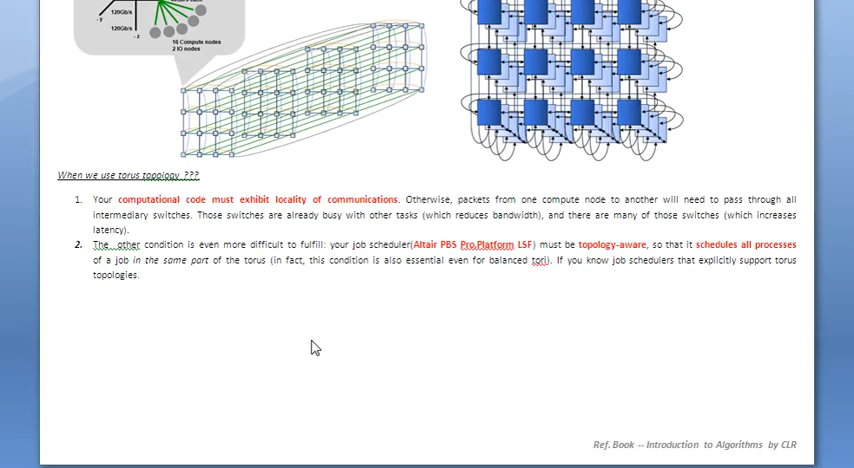 120Gb/s
- y
120Gb/s
- z
16 Compute nodes
2 IO nodes
When we use torus topology ???
1. Your computational code must exhibit locality of communications. Otherwise, packets from one compute node to another will need to pass through all
intermediary switches. Those switches are already busy with other tasks (which reduces bandwidth), and there are many of those switches (which increases
latency).
2. The other condition is even more difficult to fulfill: your job scheduler(Altair PBS Pro,Platform LSF) must be topology-aware, so that it schedules all processes
of a job in the same part of the torus (in fact, this condition is also essential even for balanced tori). If you know job schedulers that explicitly support torus
topologies.
Ref. Book -- Introduction to Algorithms by CLR